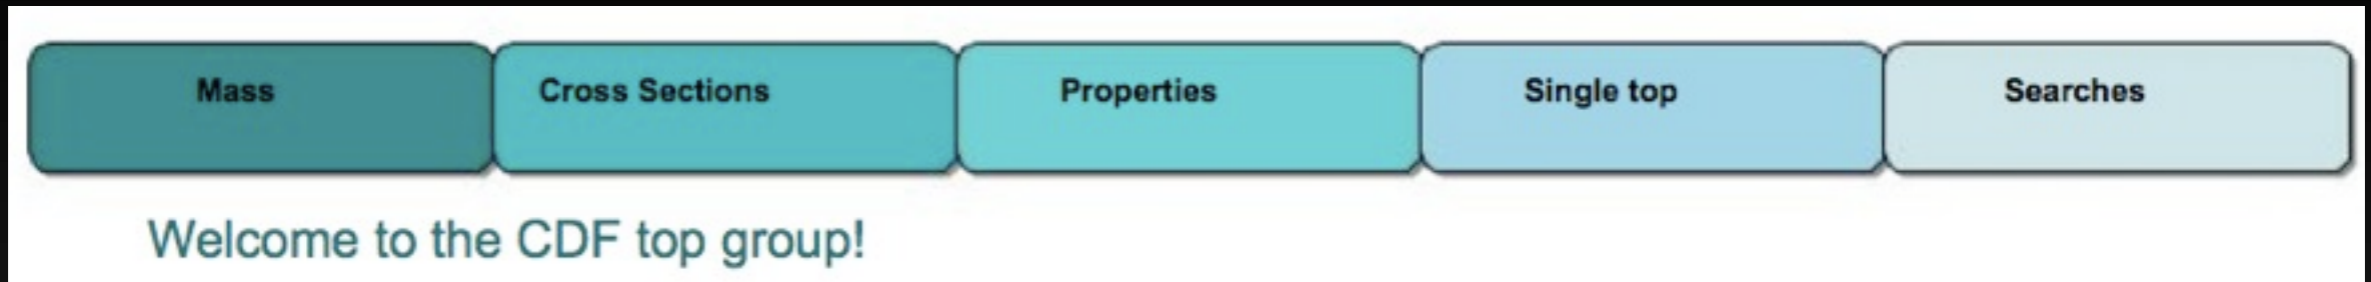 Mass Cross Sections Properties Single top Searches
Welcome to the CDF top group!